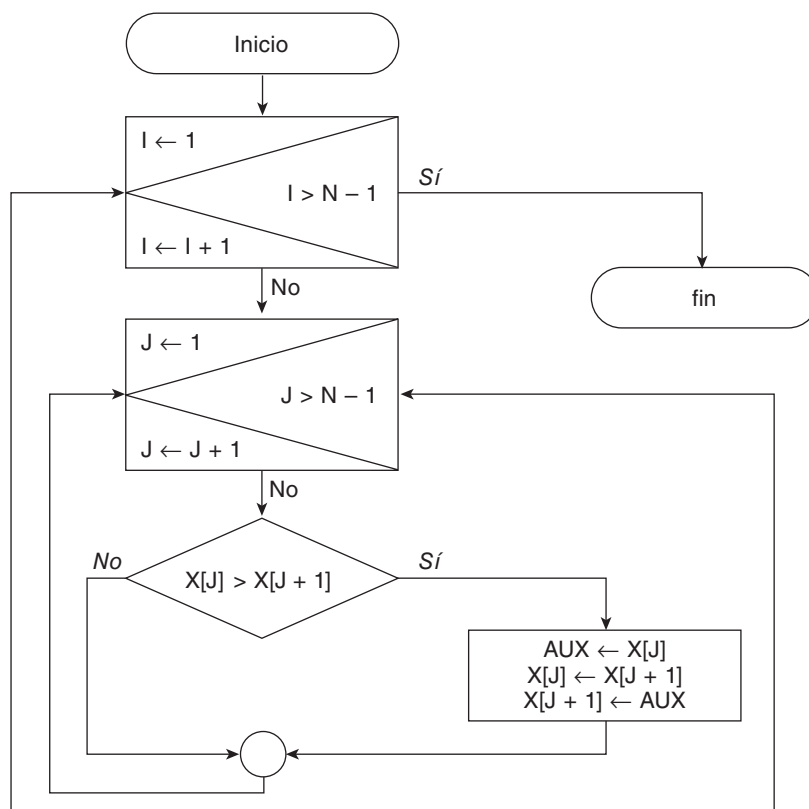 Inicio
I ← 1
I > N – 1
Sí
I ← I + 1
No
fin
J ← 1
J > N – 1
J ← J + 1
No
No
X[J] > X[J + 1]
Sí
AUX ← X[J]
X[J] ← X[J + 1]
X[J + 1] ← AUX